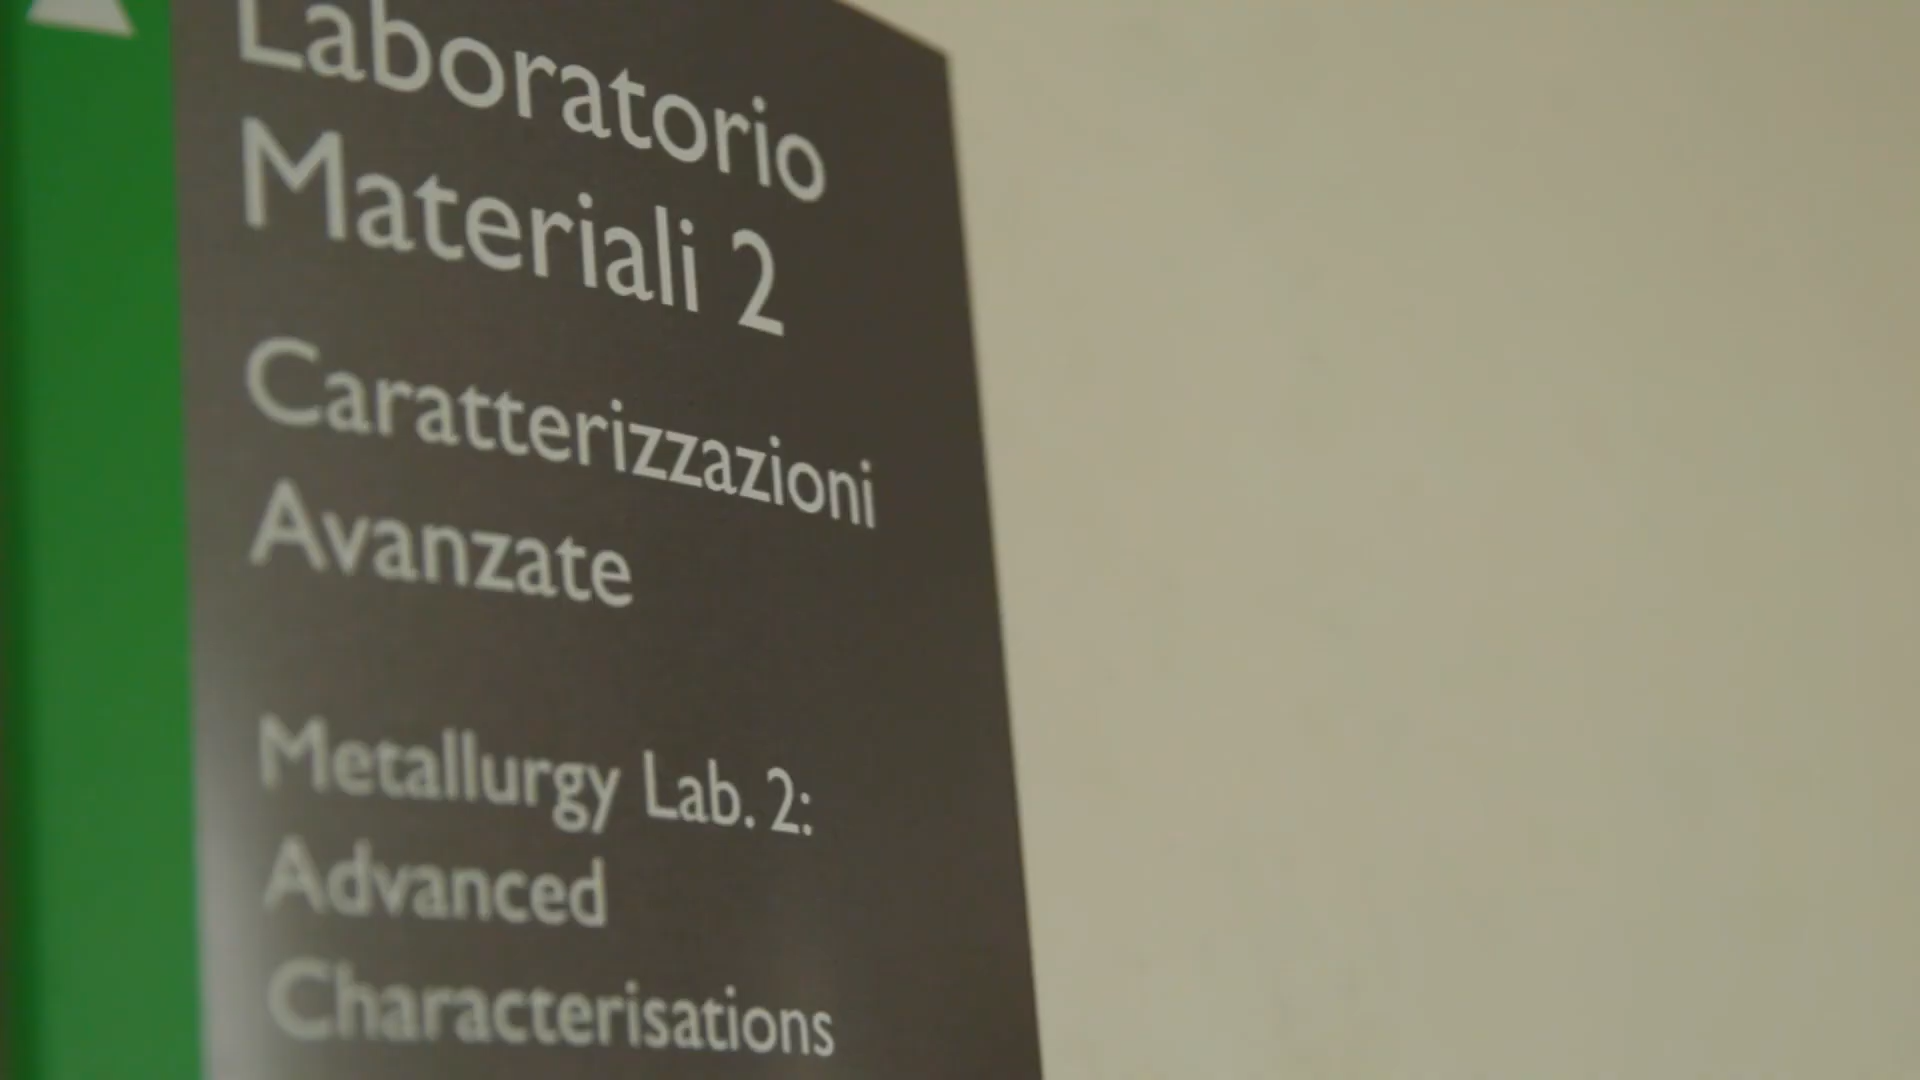 Laboratorio
Materiali 2
Caratterizzazioni
Avanzate
Metallurgy Lab. 2:
Advanced
Characterisations